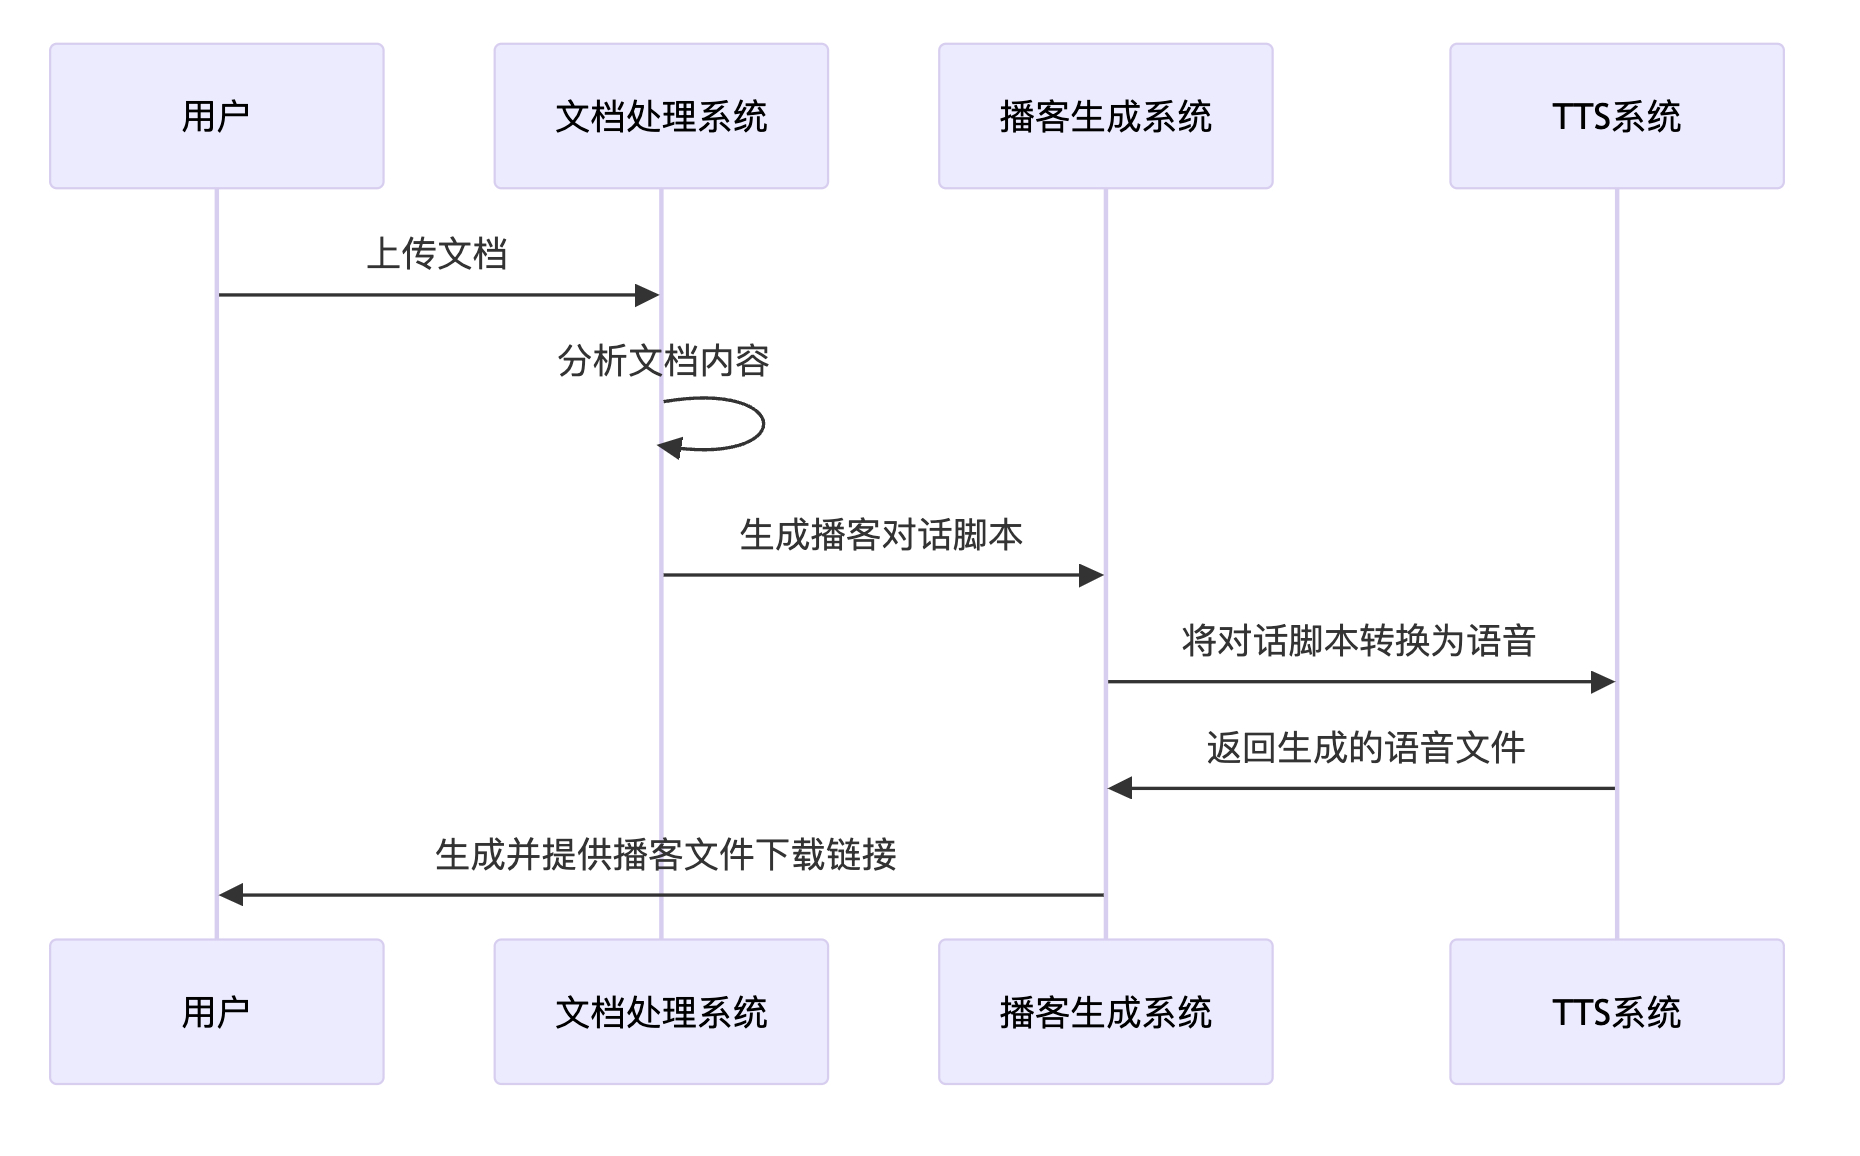 用户
文档处理系统
播客生成系统
TTS系统
上传文档
分析文档内容
生成播客对话脚本
将对话脚本转换为语音
返回生成的语音文件
生成并提供播客文件下载链接
用户
文档处理系统
播客生成系统
TTS系统